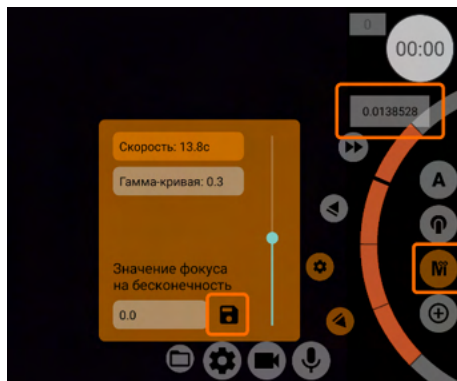 0
00:00
0.0138528
Скорость: 13.8с
Гамма-кривая: 0.3
A
M
Значение фокуса
на бесконечность
0.0